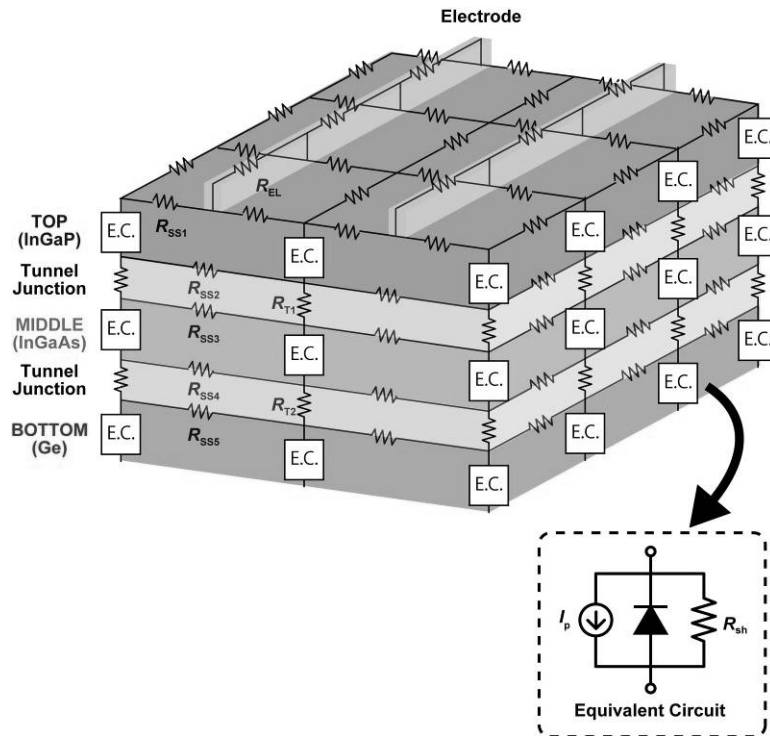 Electrode
R_EL
TOP
(InGaP)
E.C.
R_SS1
E.C.
E.C.
E.C.
E.C.
E.C.
Tunnel
Junction
R_SS2
R_T1
MIDDLE
(InGaAs)
E.C.
R_SS3
E.C.
E.C.
E.C.
E.C.
E.C.
Tunnel
Junction
R_SS4
R_T2
BOTTOM
(Ge)
E.C.
R_SS5
E.C.
E.C.
E.C.
E.C.
E.C.
I_p
R_sh
Equivalent Circuit